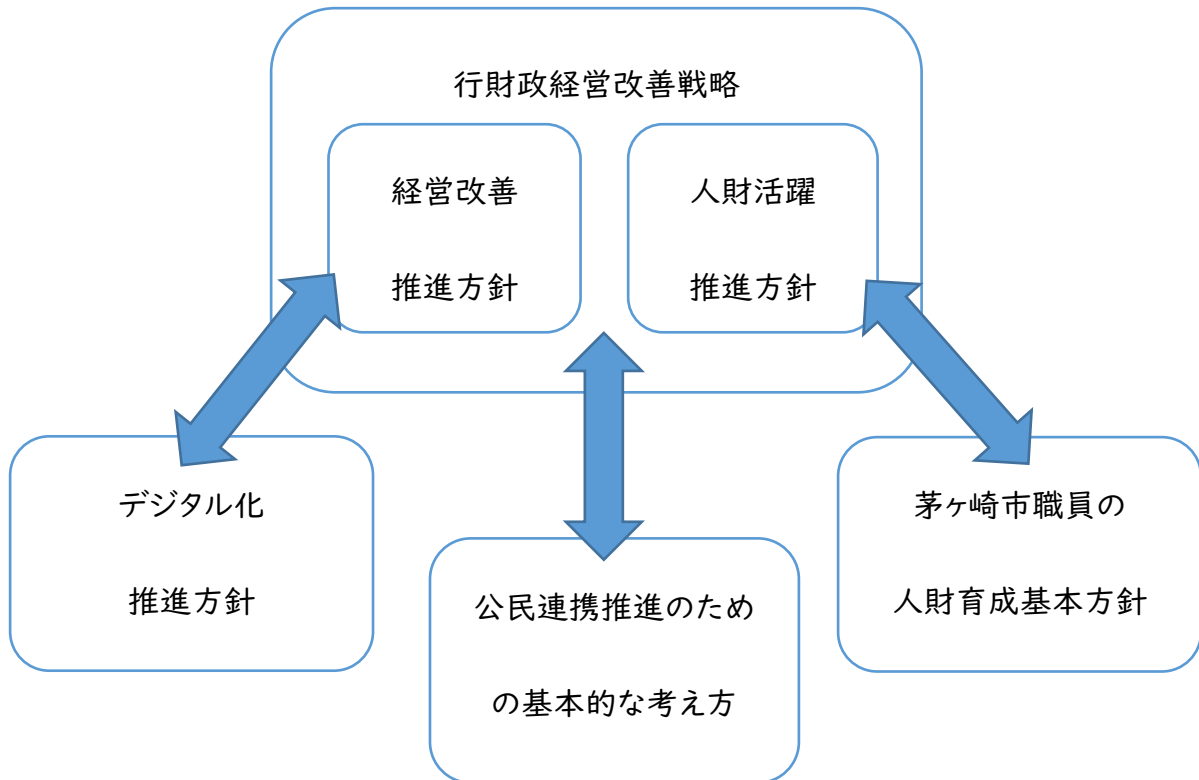 行財政経営改善戦略
経営改善
推進方針
人財活躍
推進方針
デジタル化
推進方針
公民連携推進のため
の基本的な考え方
茅ヶ崎市職員の
人財育成基本方針